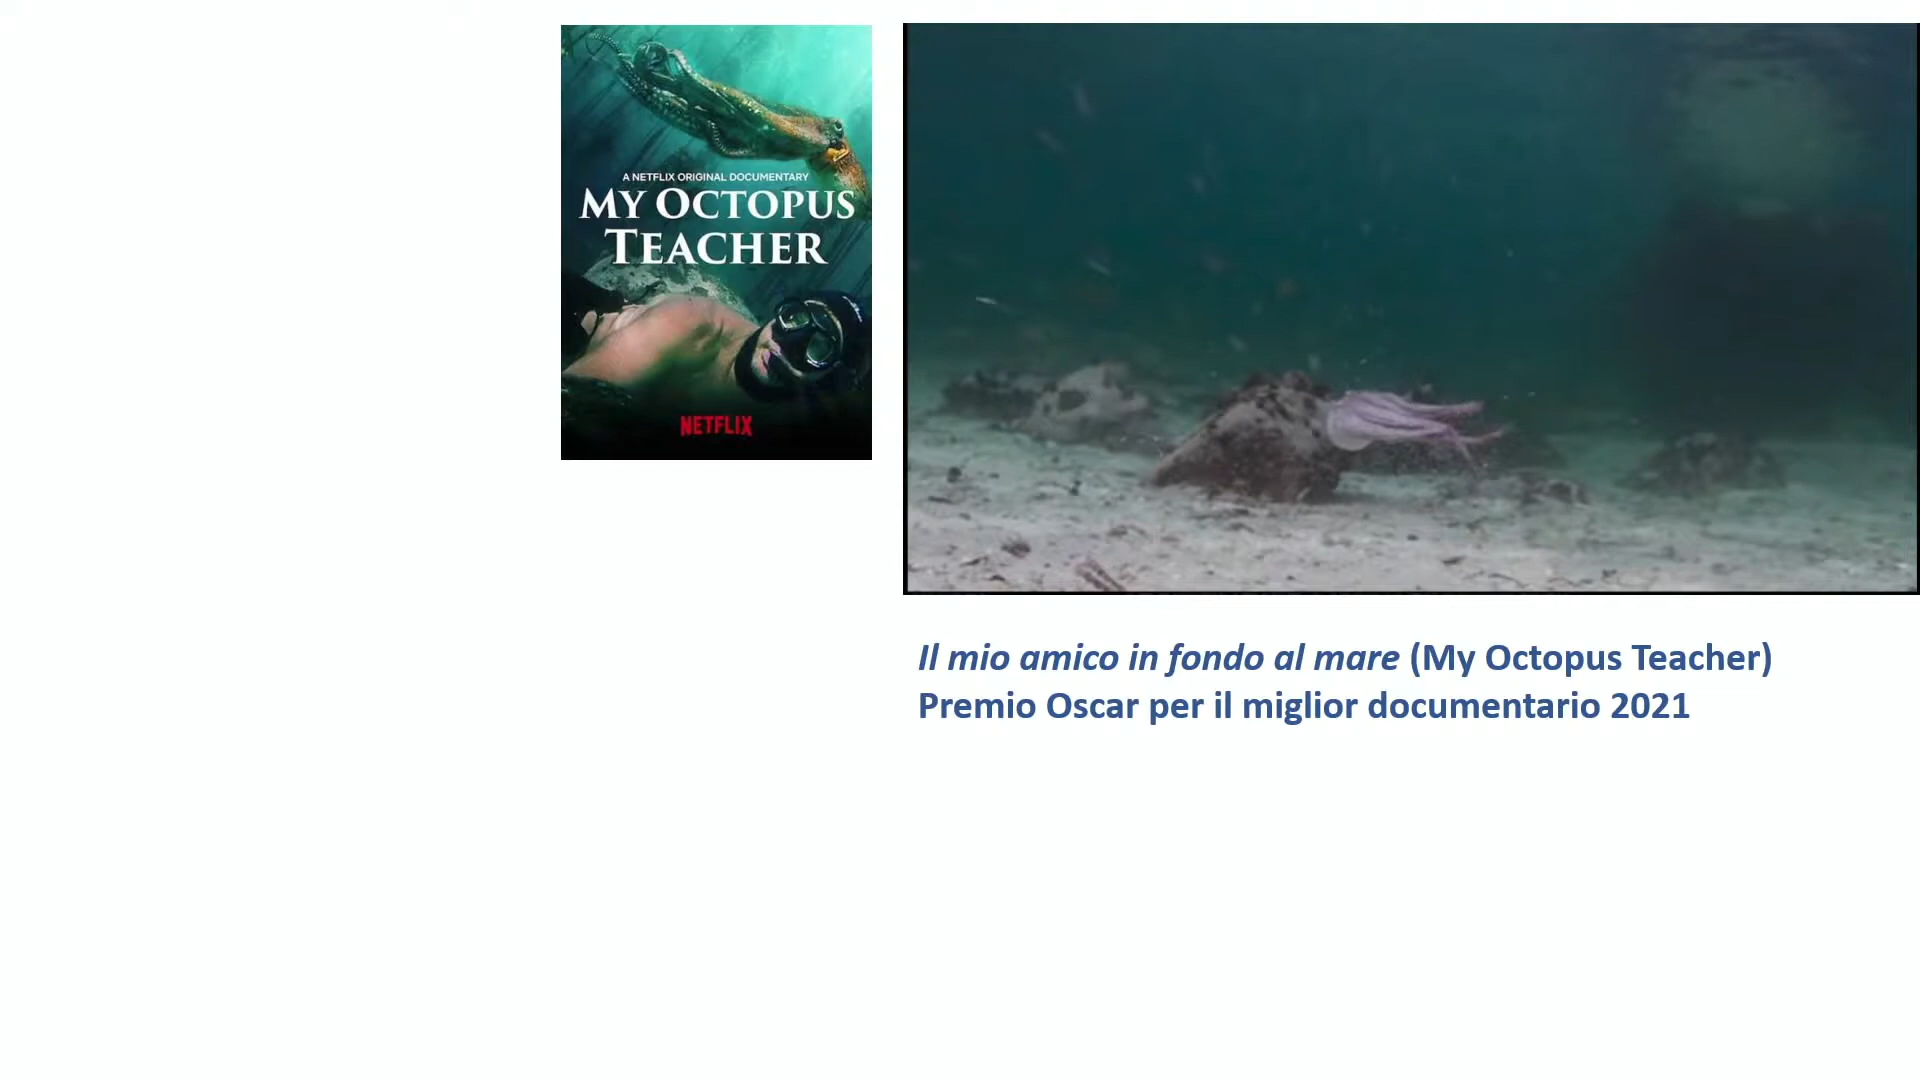 A NETFLIX ORIGINAL DOCUMENTARY
MY OCTOPUS
TEACHER
NETFLIX
Il mio amico in fondo al mare (My Octopus Teacher)
Premio Oscar per il miglior documentario 2021